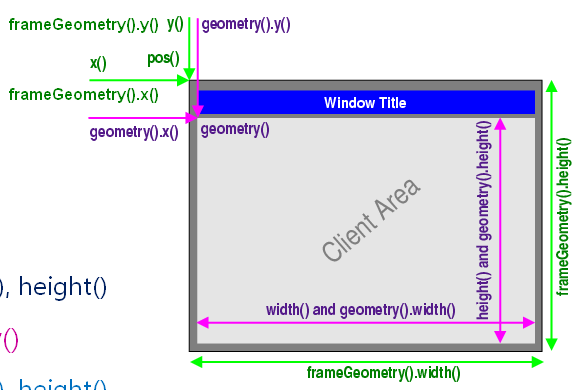 frameGeometry().y() y() geometry().y()
x() pos()
frameGeometry().x()
Window Title
geometry().x() geometry()
height() and geometry().height()
frameGeometry().height()
Client Area
), height()
width() and geometry().width()
y()
frameGeometry().width()
), height()